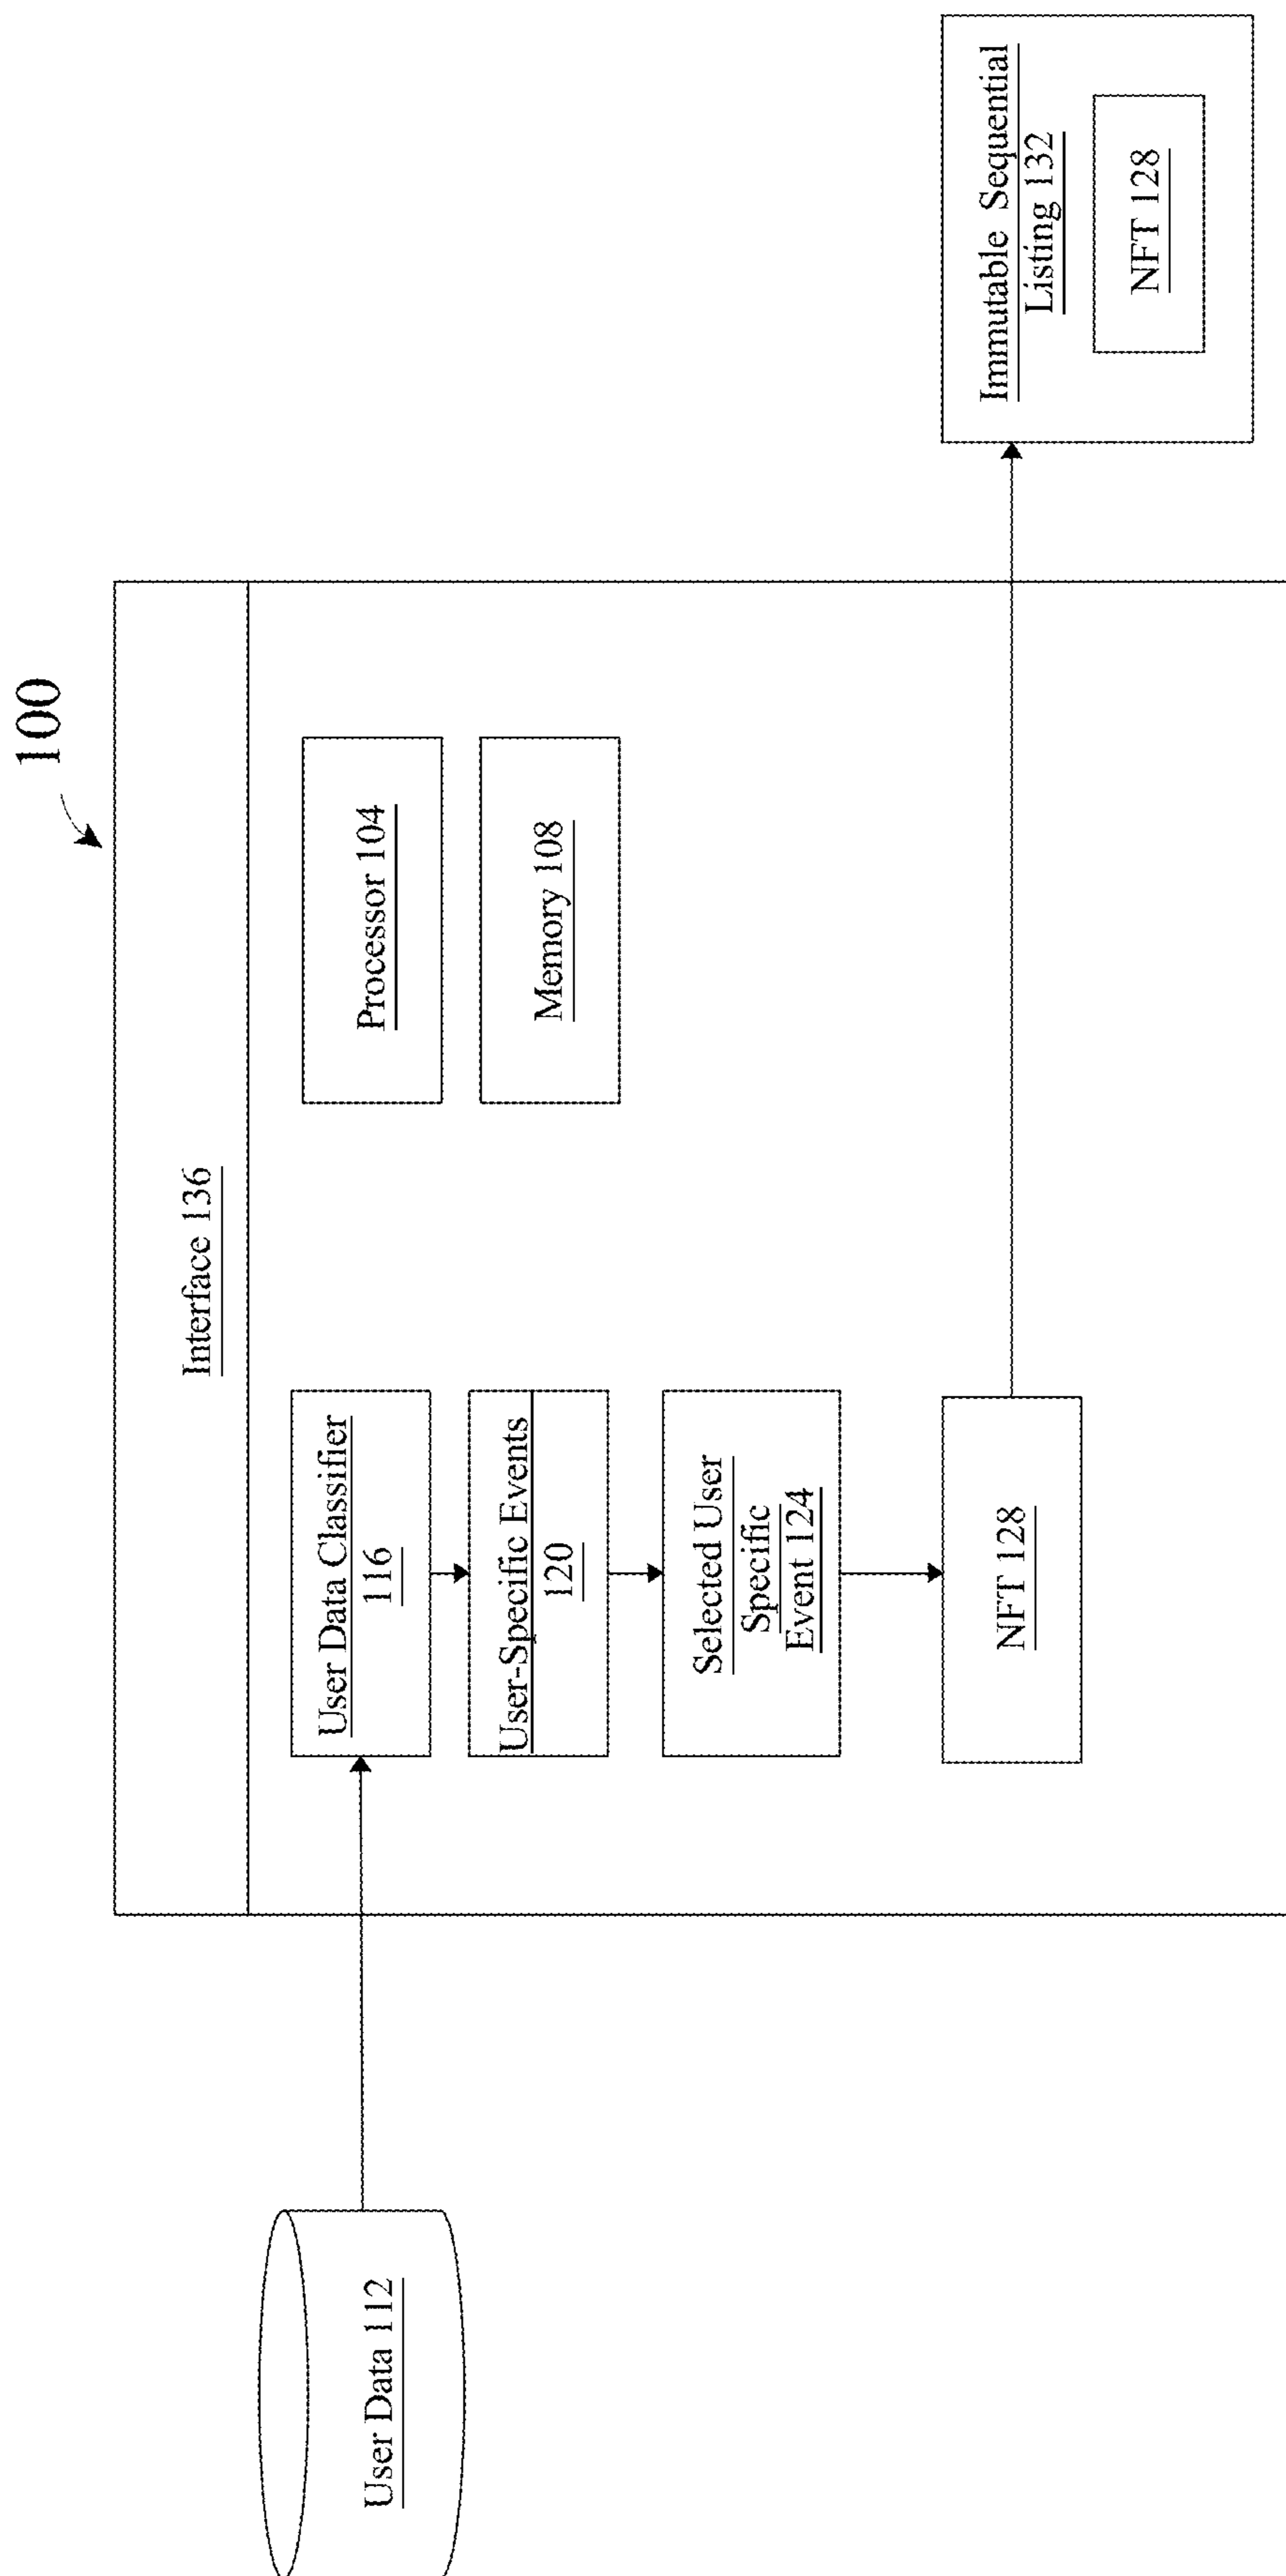 100
Interface 136
User Data 112
User Data Classifier
116
Processor 104
User-Specific Events
120
Memory 108
Selected User
Specific
Event 124
NFT 128
Immutable Sequential
Listing 132
NFT 128